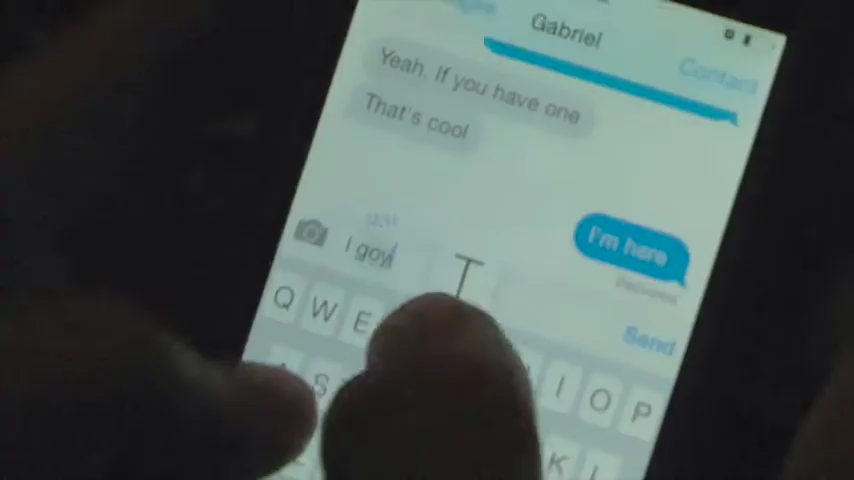 Gabriel
Contact
Yeah. If you have one
That's cool
I'm here
I goy
T
Send
Q W E I O P
A S K L